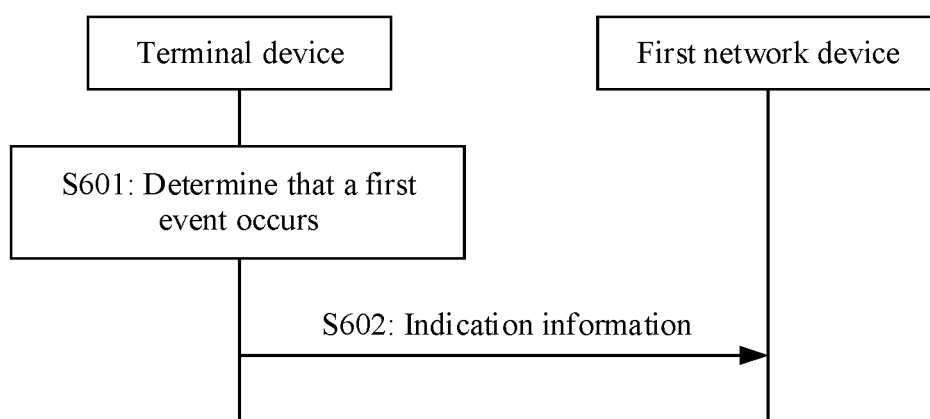 Terminal device
First network device
S601: Determine that a first
event occurs
S602: Indication information